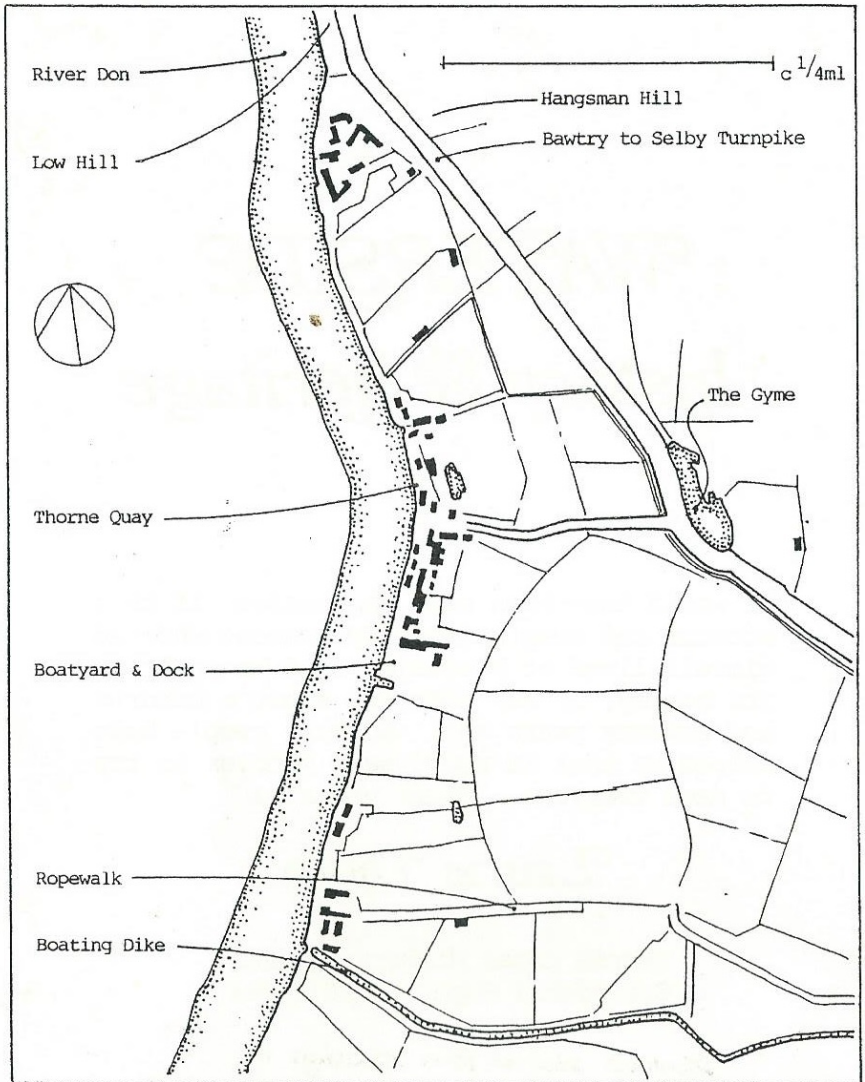 River Don
c 1/4ml
Hangsman Hill
Bawtry to Selby Turnpike
Low Hill
The Gyme
Thorne Quay
Boatyard & Dock
Ropewalk
Boating Dike